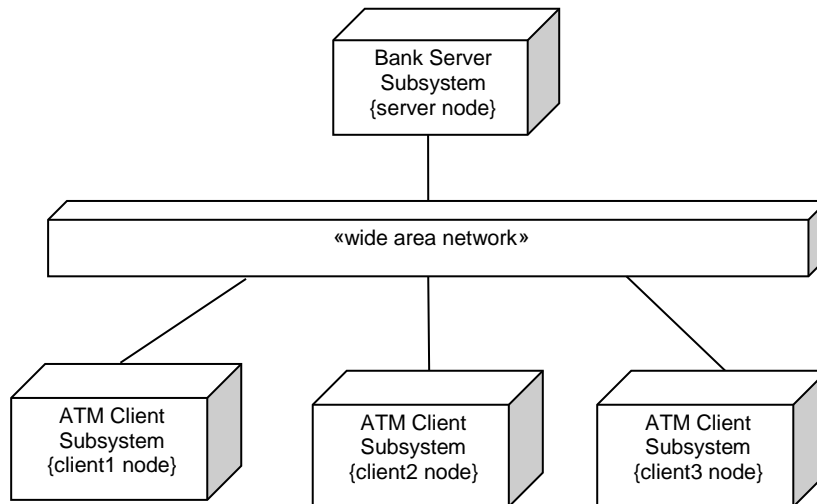 Bank Server
Subsystem
{server node}
«wide area network»
ATM Client
Subsystem
{client1 node}
ATM Client
Subsystem
{client2 node}
ATM Client
Subsystem
{client3 node}